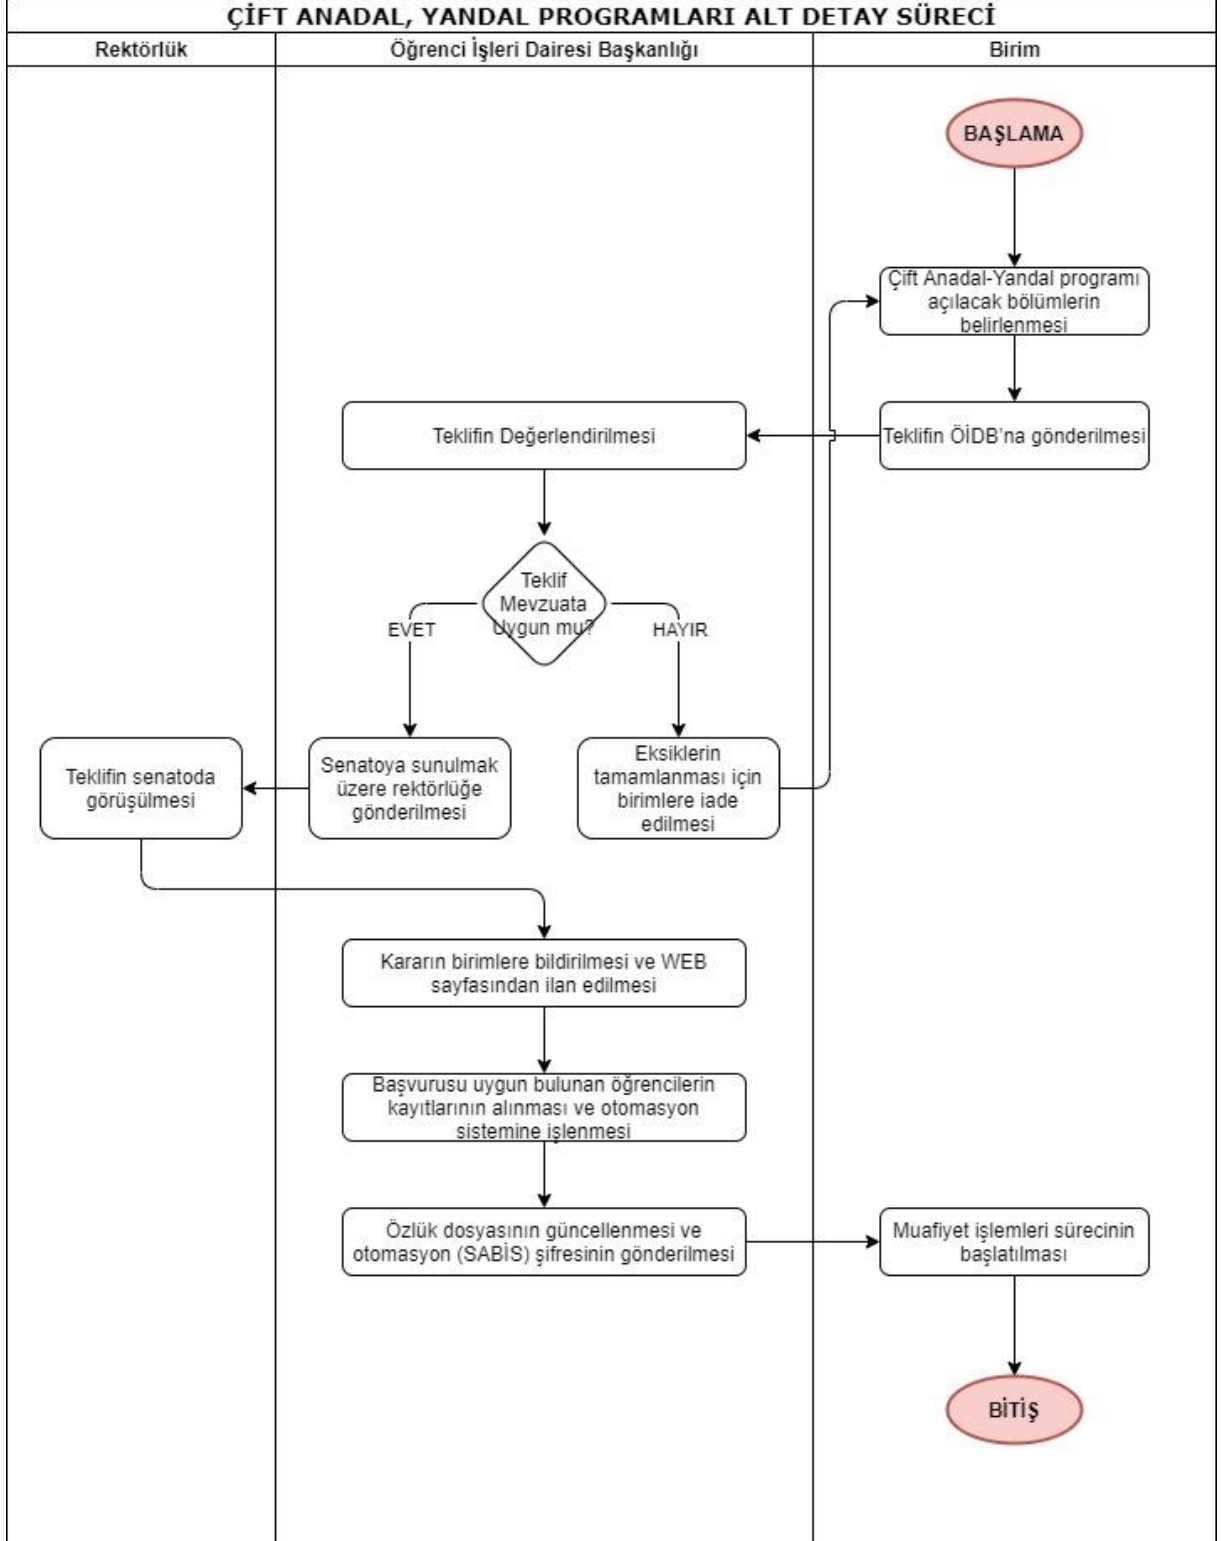 ÇİFT ANADAL, YANDAL PROGRAMLARI ALT DETAY SÜRECİ
Rektörlük
Öğrenci İşleri Dairesi Başkanlığı
Birim
BAŞLAMA
Çift Anadal-Yandal programı
açılacak bölümlerin
belirlenmesi
Teklifin ÖİDB'na gönderilmesi
Teklifin Değerlendirilmesi
Teklif
Mevzuata
Uygun mu?
EVET
HAYIR
Senatoya sunulmak
üzere rektörlüğe
gönderilmesi
Eksiklerin
tamamlanması için
birimlere iade
edilmesi
Teklifin senatoda
görüşülmesi
Kararın birimlere bildirilmesi ve WEB
sayfasından ilan edilmesi
Başvurusu uygun bulunan öğrencilerin
kayıtlarının alınması ve otomasyon
sistemine işlenmesi
Özlük dosyasının güncellenmesi ve
otomasyon (SABİS) şifresinin gönderilmesi
Muafiyet işlemleri sürecinin
başlatılması
BİTİŞ